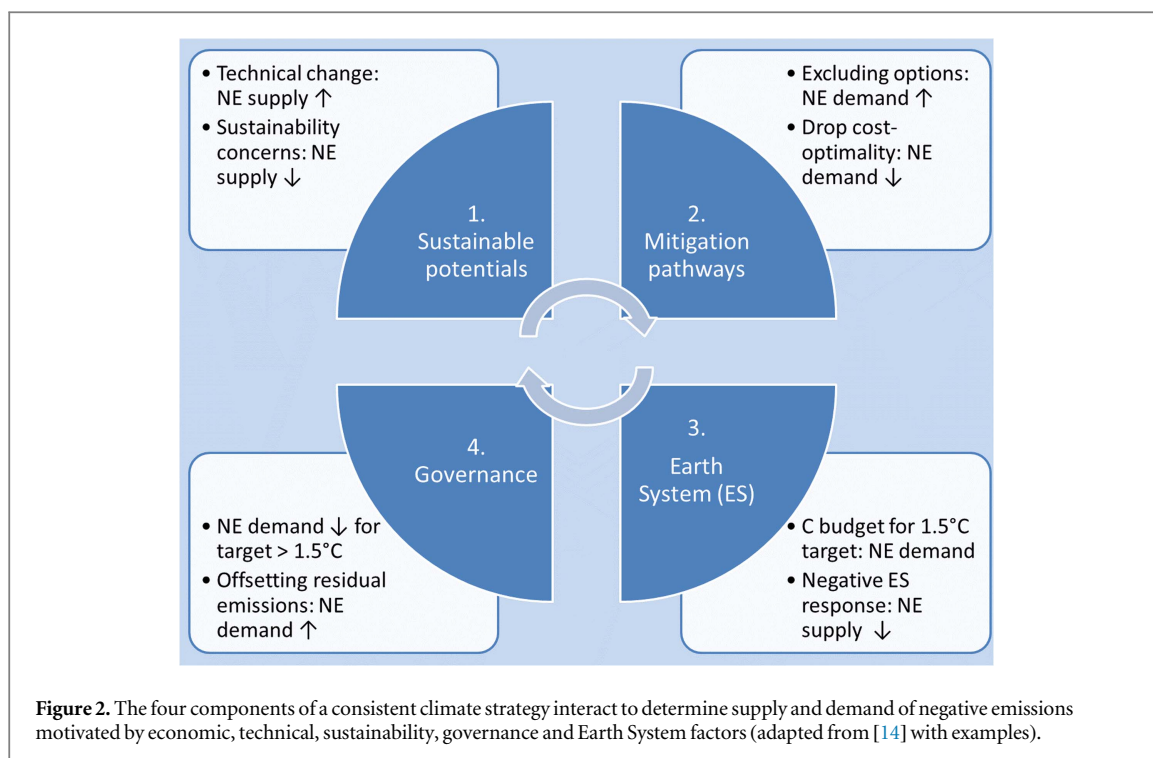 • Technical change:
NE supply ↑
• Sustainability
concerns: NE
supply ↓
• Excluding options:
NE demand ↑
• Drop cost-
optimality: NE
demand ↓
1.
Sustainable
potentials
2.
Mitigation
pathways
4.
Governance
3.
Earth
System (ES)
• NE demand ↓ for
target > 1.5°C
• Offsetting residual
emissions: NE
demand ↑
• C budget for 1.5°C
target: NE demand
• Negative ES
response: NE
supply ↓
Figure 2. The four components of a consistent climate strategy interact to determine supply and demand of negative emissions
motivated by economic, technical, sustainability, governance and Earth System factors (adapted from [14] with examples).